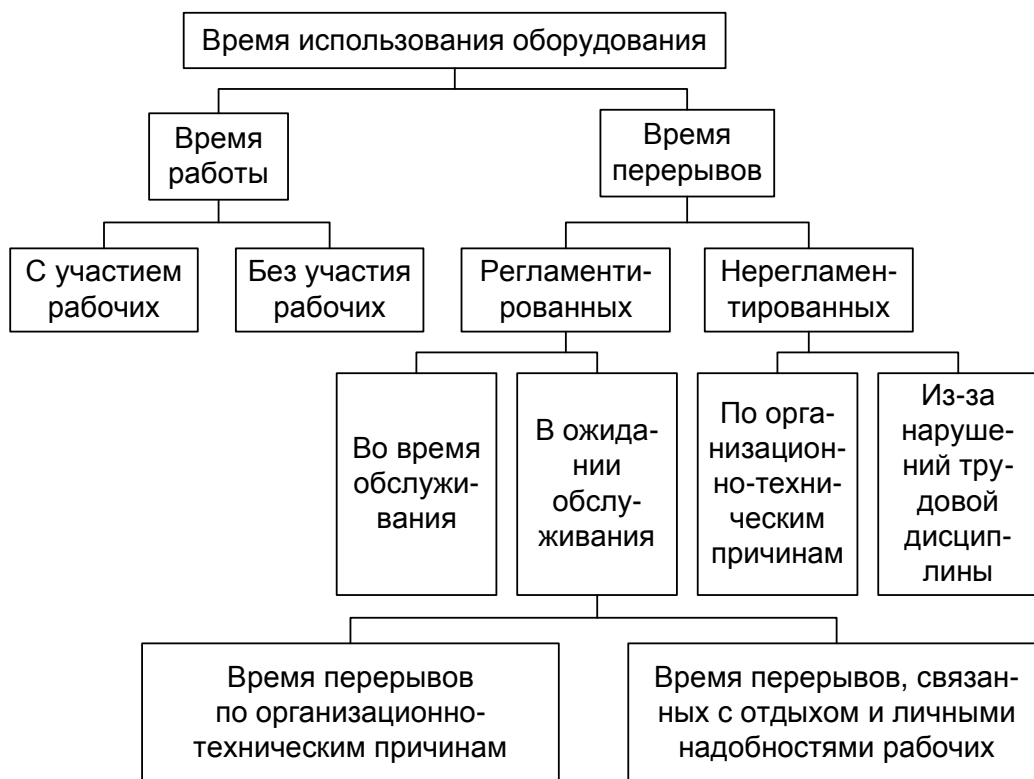 Время использования оборудования
Время
работы
Время
перерывов
С участием
рабочих
Без участия
рабочих
Регламенти-
рованных
Нерегламен-
тированных
Во время
обслужи-
вания
В ожида-
нии
обслу-
живания
По орга-
низацион-
но-техни-
ческим
причинам
Из-за
наруше-
ний тру-
довой
дисцип-
лины
Время перерывов
по организационно-
техническим причинам
Время перерывов, связан-
ных с отдыхом и личными
надобностями рабочих